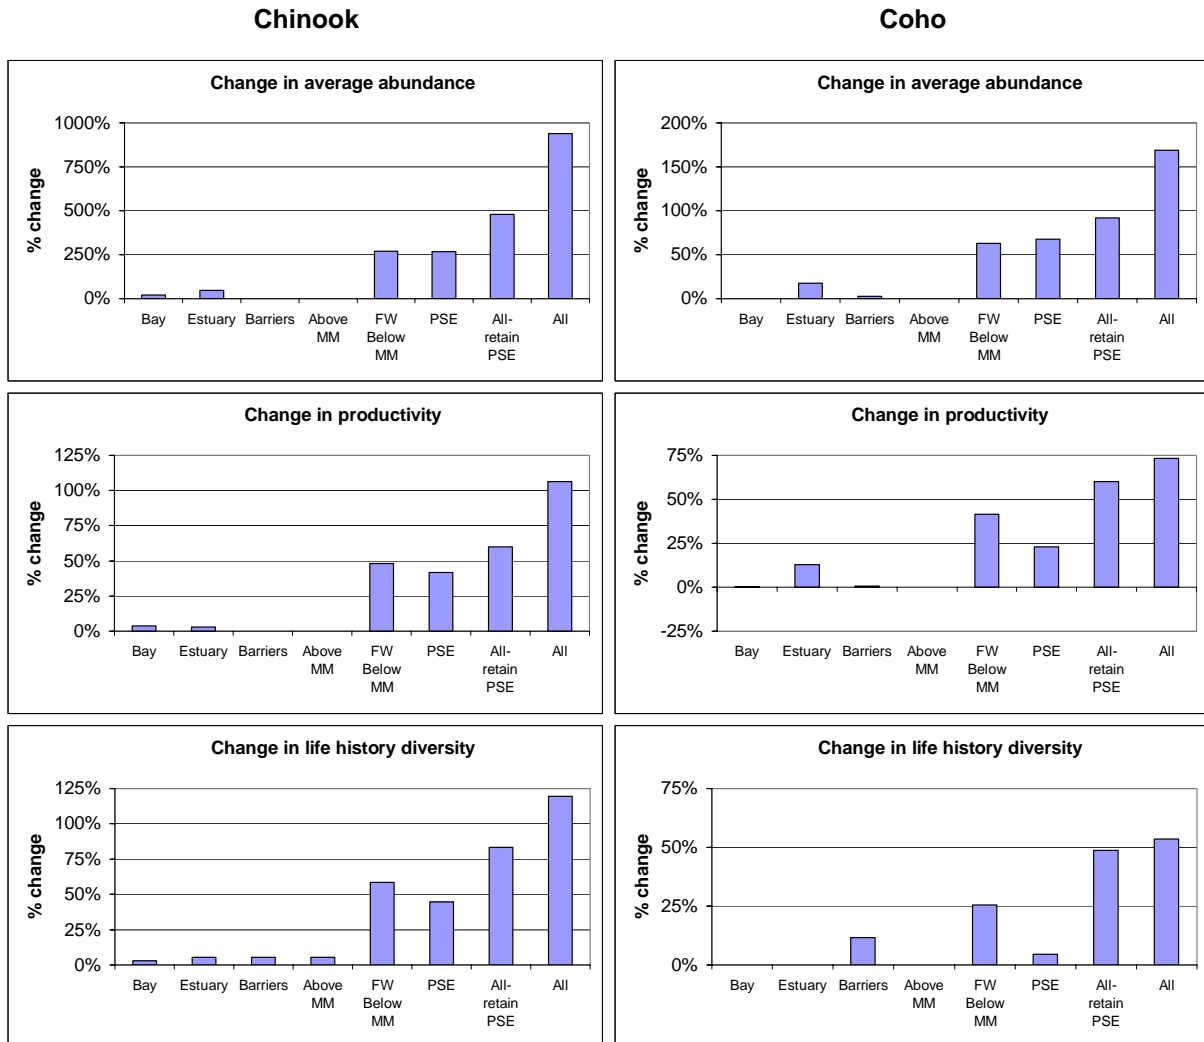 Chinook
Coho
Change in average abundance
% change
1000%
750%
500%
250%
0%
Bay
Estuary
Barriers
Above
MM
FW
Below
MM
PSE
All-
retain
PSE
All
Change in average abundance
% change
200%
150%
100%
50%
0%
Bay
Estuary
Barriers
Above
MM
FW
Below
MM
PSE
All-
retain
PSE
All
Change in productivity
% change
125%
100%
75%
50%
25%
0%
Bay
Estuary
Barriers
Above
MM
FW
Below
MM
PSE
All-
retain
PSE
All
Change in productivity
% change
75%
50%
25%
0%
-25%
Bay
Estuary
Barriers
Above
MM
FW
Below
MM
PSE
All-
retain
PSE
All
Change in life history diversity
% change
125%
100%
75%
50%
25%
0%
Bay
Estuary
Barriers
Above
MM
FW
Below
MM
PSE
All-
retain
PSE
All
Change in life history diversity
% change
75%
50%
25%
0%
Bay
Estuary
Barriers
Above
MM
FW
Below
MM
PSE
All-
retain
PSE
All